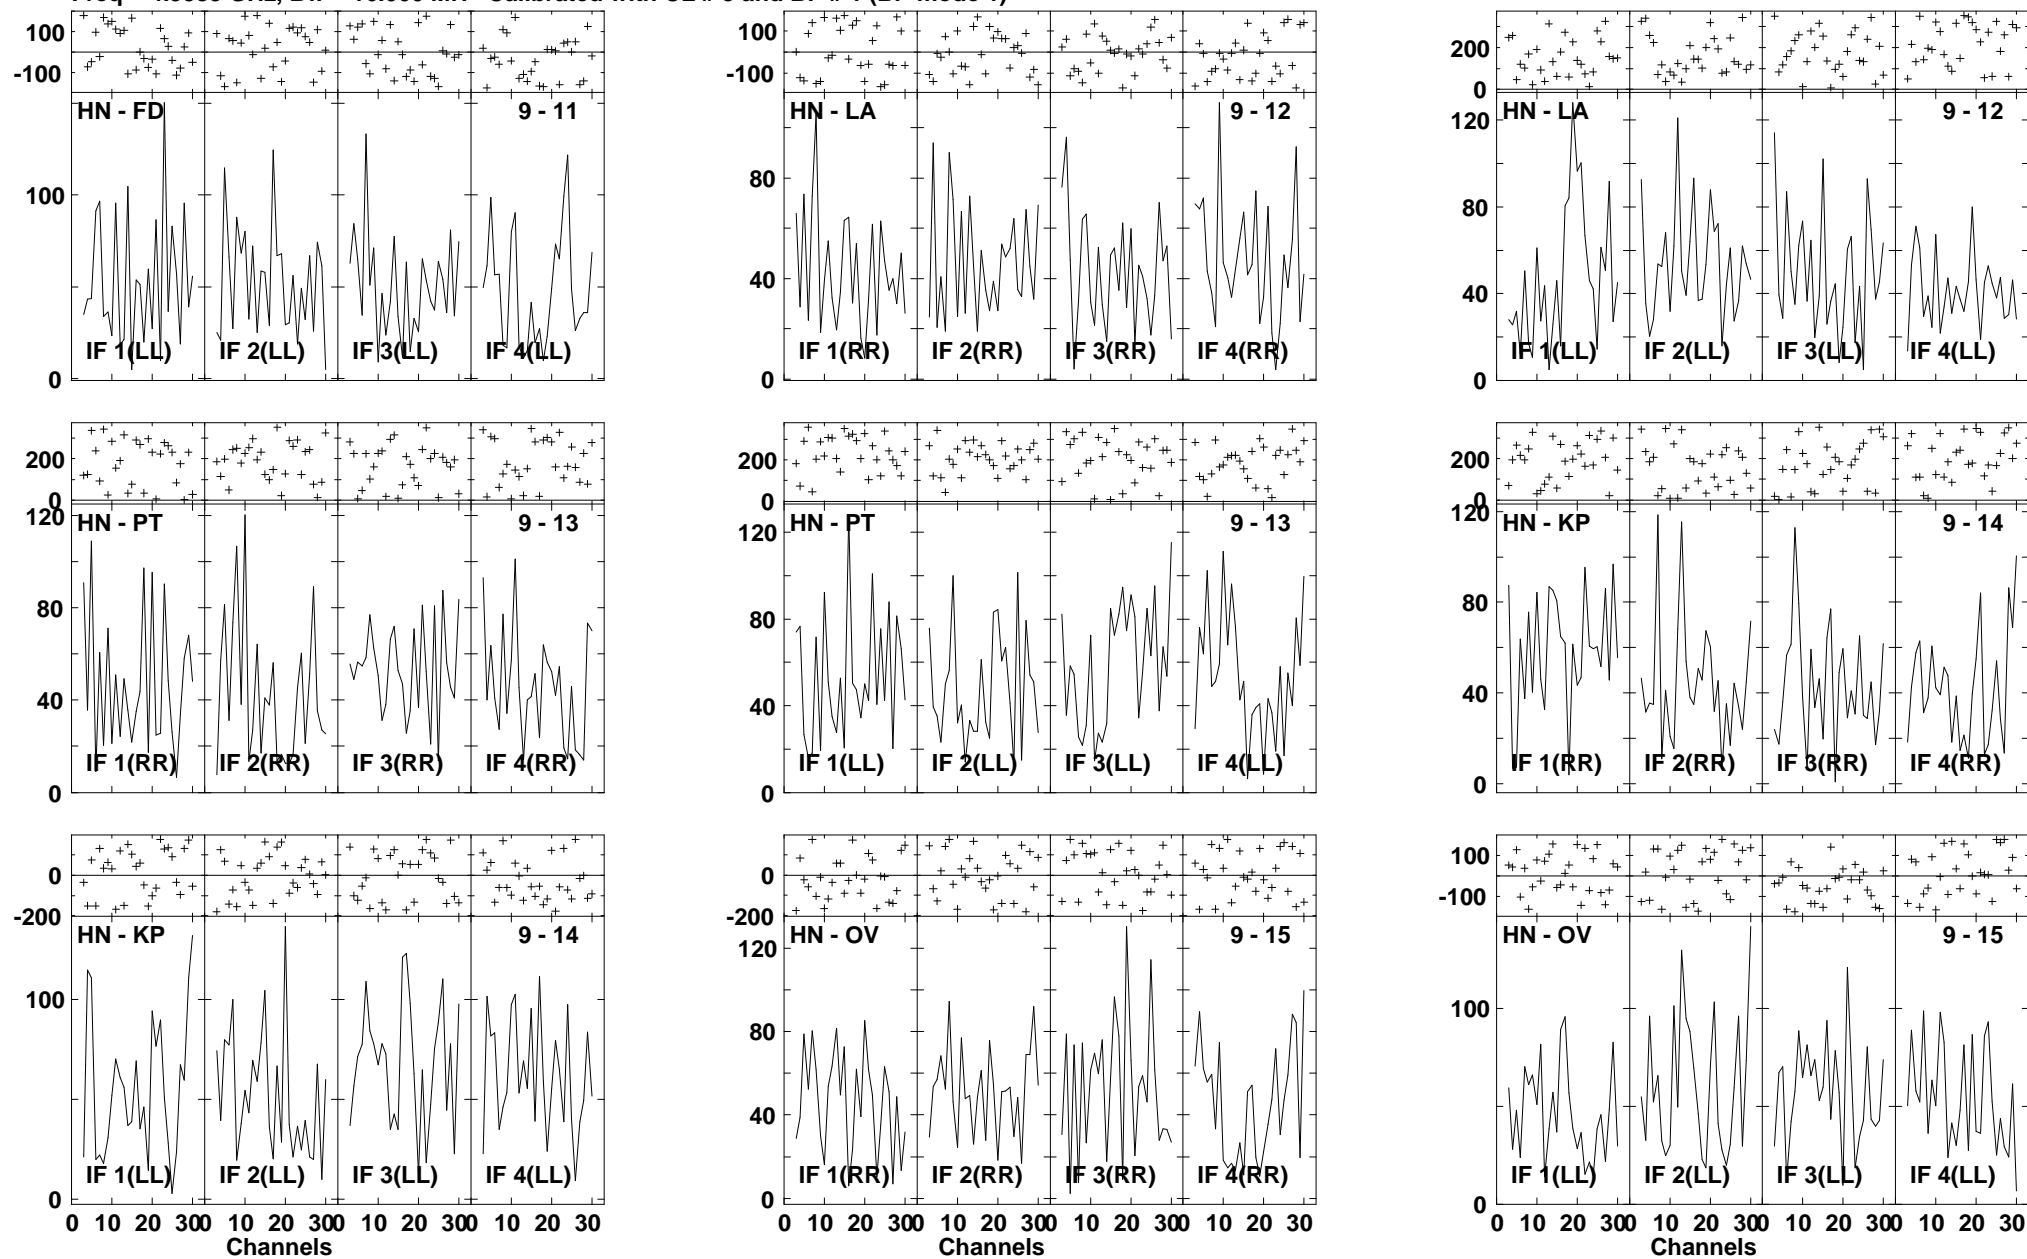 100
-100
HN - FD
9 - 11
100
0
IF 1(LL)
IF 2(LL)
IF 3(LL)
IF 4(LL)
100
-100
HN - LA
9 - 12
80
40
0
IF 1(RR)
IF 2(RR)
IF 3(RR)
IF 4(RR)
200
0
HN - LA
9 - 12
120
80
40
0
IF 1(LL)
IF 2(LL)
IF 3(LL)
IF 4(LL)
200
0
120
HN - PT
9 - 13
80
40
0
IF 1(RR)
IF 2(RR)
IF 3(RR)
IF 4(RR)
200
0
HN - PT
9 - 13
120
80
40
0
IF 1(LL)
IF 2(LL)
IF 3(LL)
IF 4(LL)
200
0
120
HN - KP
9 - 14
80
40
0
IF 1(RR)
IF 2(RR)
IF 3(RR)
IF 4(RR)
0
-200
HN - KP
9 - 14
100
0
IF 1(LL)
IF 2(LL)
IF 3(LL)
IF 4(LL)
0 10 20 30 0 10 20 30 0 10 20 30 0 10 20 30
Channels
0
-200
HN - OV
9 - 15
120
80
40
0
IF 1(RR)
IF 2(RR)
IF 3(RR)
IF 4(RR)
0 10 20 30 0 10 20 30 0 10 20 30 0 10 20 30
Channels
100
-100
HN - OV
9 - 15
100
0
IF 1(LL)
IF 2(LL)
IF 3(LL)
IF 4(LL)
0 10 20 30 0 10 20 30 0 10 20 30 0 10 20 30
Channels